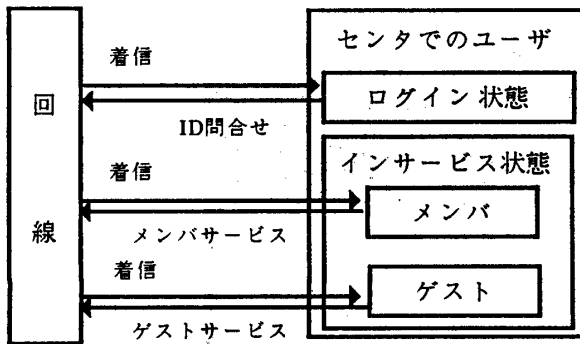 回線
着信
ID問合せ
着信
メンバサービス
着信
ゲストサービス
センタでのユーザ
ログイン状態
インサービス状態
メンバ
ゲスト